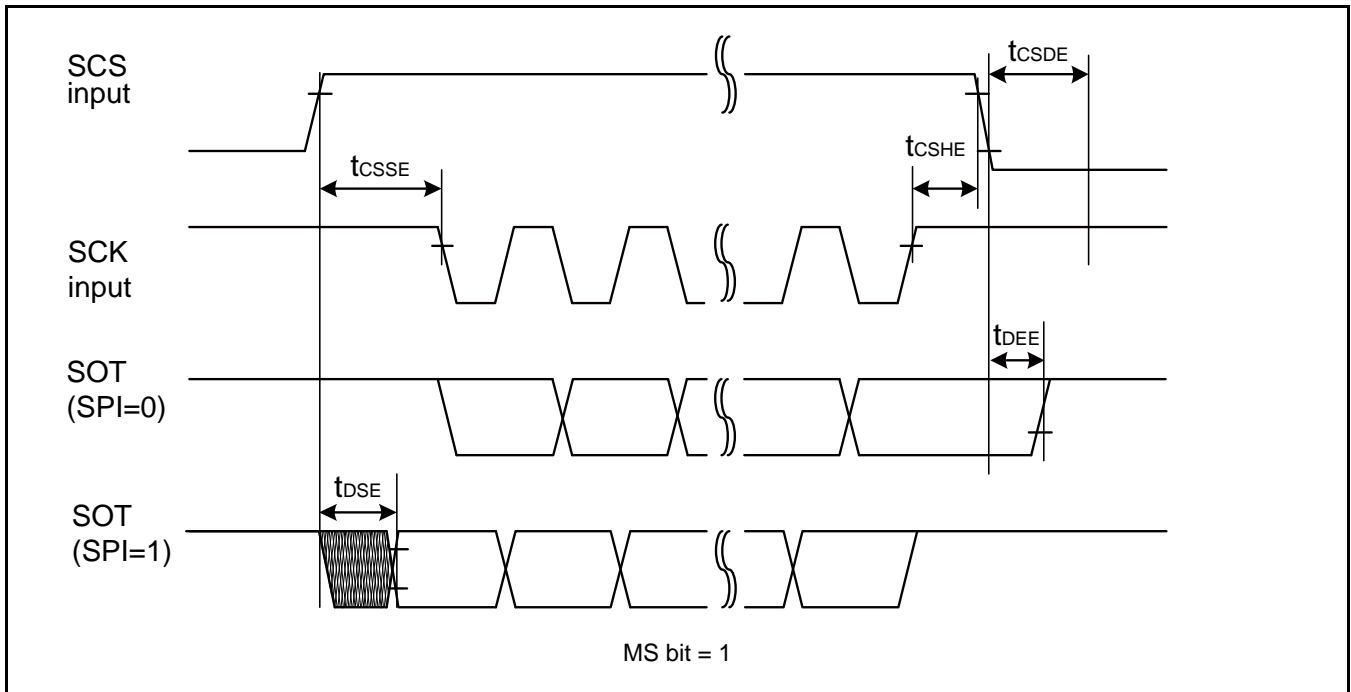 SCS
input
tCSDE
tCSHE
tCSSE
SCK
input
tDEE
SOT
(SPI=0)
tDSE
SOT
(SPI=1)
MS bit = 1